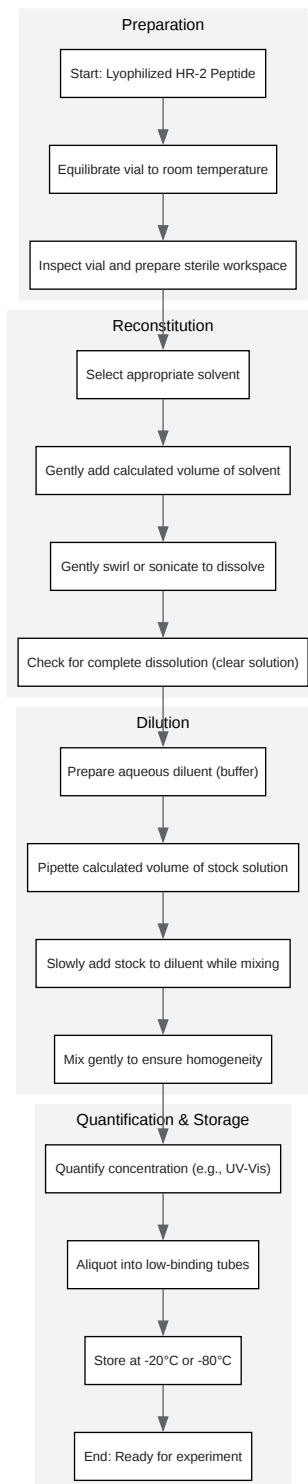 Preparation
Start: Lyophilized HR-2 Peptide
Equilibrate vial to room temperature
Inspect vial and prepare sterile workspace
Reconstitution
Select appropriate solvent
Gently add calculated volume of solvent
Gently swirl or sonicate to dissolve
Check for complete dissolution (clear solution)
Dilution
Prepare aqueous diluent (buffer)
Pipette calculated volume of stock solution
Slowly add stock to diluent while mixing
Mix gently to ensure homogeneity
Quantification & Storage
Quantify concentration (e.g., UV-Vis)
Aliquot into low-binding tubes
Store at -20°C or -80°C
End: Ready for experiment